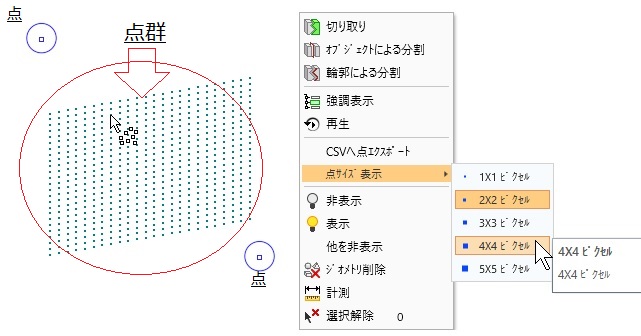 点
点群
点
切り取り
ｵﾌﾞｼﾞｪｸﾄによる分割
輪郭による分割
強調表示
再生
CSVへ点ｴｸｽﾎﾟｰﾄ
点ｻｲｽﾞ表示
非表示
表示
他を非表示
ｼﾞｵﾒﾄﾘ削除
計測
選択解除 0
1X1 ﾋﾟｸｾﾙ
2X2 ﾋﾟｸｾﾙ
3X3 ﾋﾟｸｾﾙ
4X4 ﾋﾟｸｾﾙ
5X5 ﾋﾟｸｾﾙ
4X4 ﾋﾟｸｾﾙ
4X4 ﾋﾟｸｾﾙ